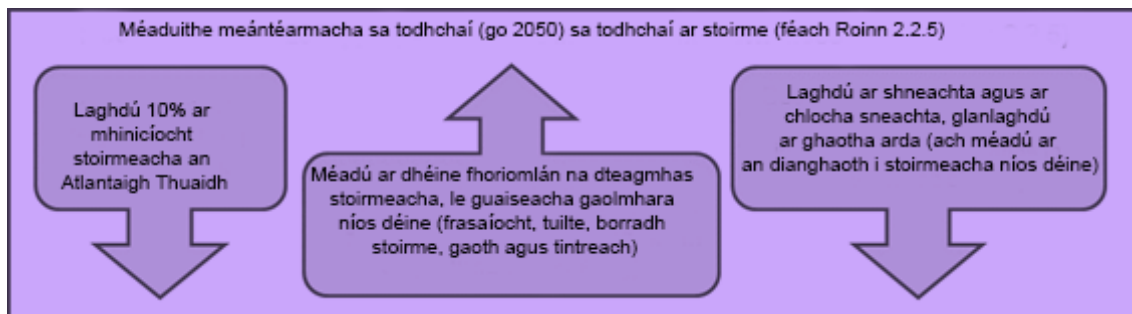 Méaduithe meántéarmacha sa todhchaí (go 2050) sa todhchaí ar stoirme (féach Roinn 2.2.5)
Laghdú 10% ar
mhinicíocht
stoirmeacha an
Atlantaigh Thuaidh
Méadú ar dhéine fhoriomlán na dteagmhas
stoirmeacha, le guaiseacha gaolmhara
níos déine (frasaíocht, tuilte, borradh
stoirme, gaoth agus tintreach)
Laghdú ar shneachta agus ar
chlocha sneachta, glanlaghdú
ar ghaotha arda (ach méadú ar
an dianghaoth i stoirmeacha níos déine)